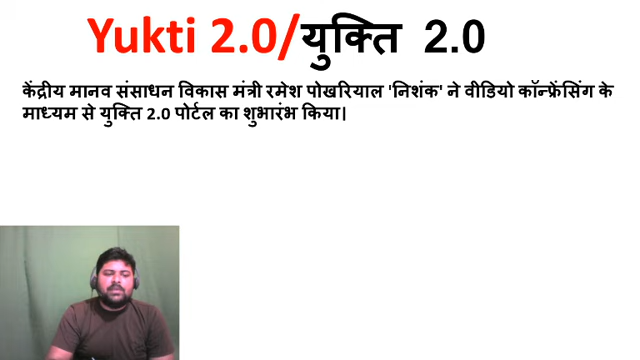 Yukti 2.0/युक्ति 2.0
केंद्रीय मानव संसाधन विकास मंत्री रमेश पोखरियाल 'निशंक' ने वीडियो कॉन्फ्रेंसिंग के
माध्यम से युक्ति 2.0 पोर्टल का शुभारंभ किया।